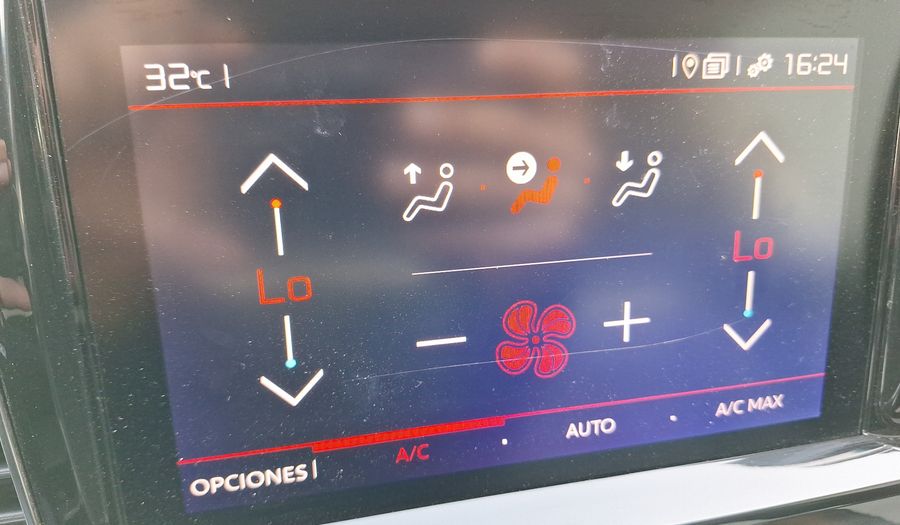 32°C
16:24
Lo
Lo
OPCIONES
A/C
AUTO
A/C MAX